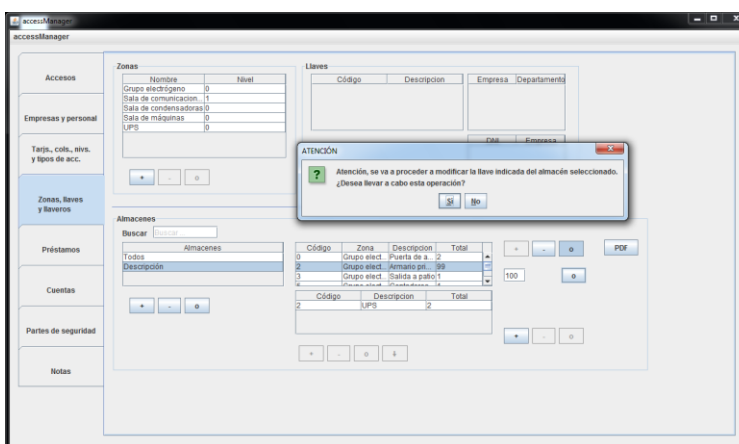 accessManager
accessManager
Accesos
Empresas y personal
Tarjs., cols., nivs.
y tipos de acc.
Zonas, llaves
y llaveros
Préstamos
Cuentas
Partes de seguridad
Notas
Zonas
Nombre Nivel
Grupo electrógeno 0
Sala de comunicacion... 1
Sala de condensadoras 0
Sala de máquinas 0
UPS 0
+ - o
Llaves
Código Descripcion Empresa Departamento
DNI Empresa
ATENCIÓN
Atención, se va a proceder a modificar la llave indicada del almacén seleccionado.
¿Desea llevar a cabo esta operación?
Sí No
Almacenes
Buscar Buscar...
Almacenes
Todos
Descripción
+ - o
Código Zona Descripcion Total
0 Grupo elect... Puerta de a... 2
2 Grupo elect... Armario pri... 99
3 Grupo elect... Salida a patio 1
Código Descripcion Total
2 UPS 2
+ - o
+ - o PDF
100 o
+ - o